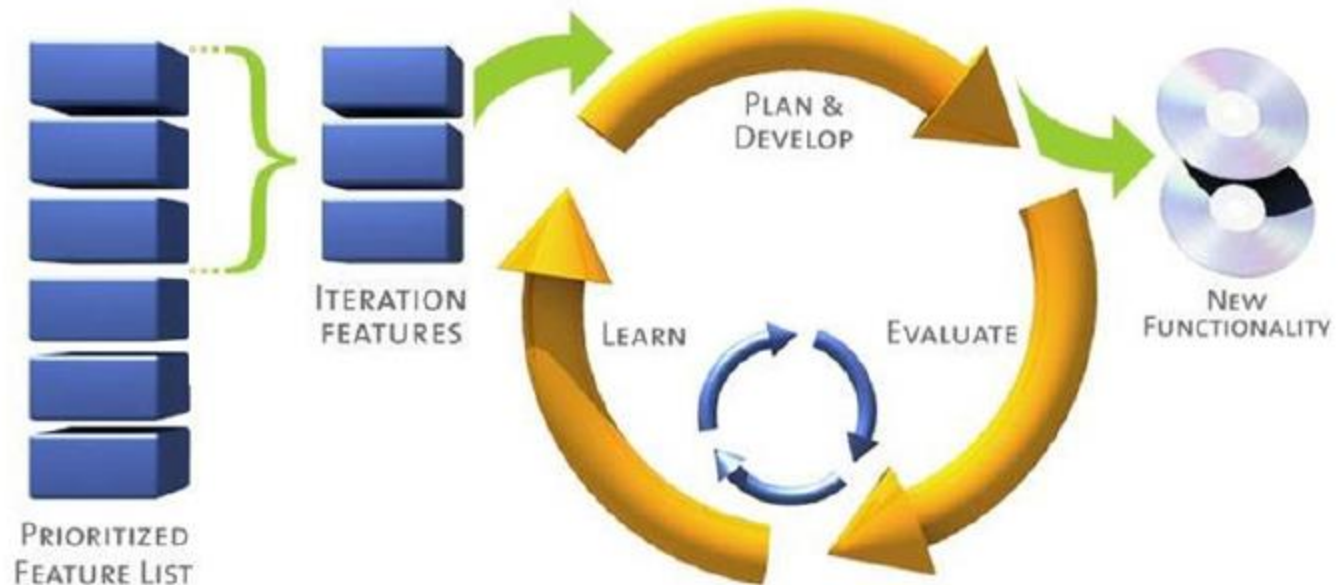 PRIORITIZED
FEATURE LIST
ITERATION
FEATURES
PLAN &
DEVELOP
LEARN
EVALUATE
NEW
FUNCTIONALITY